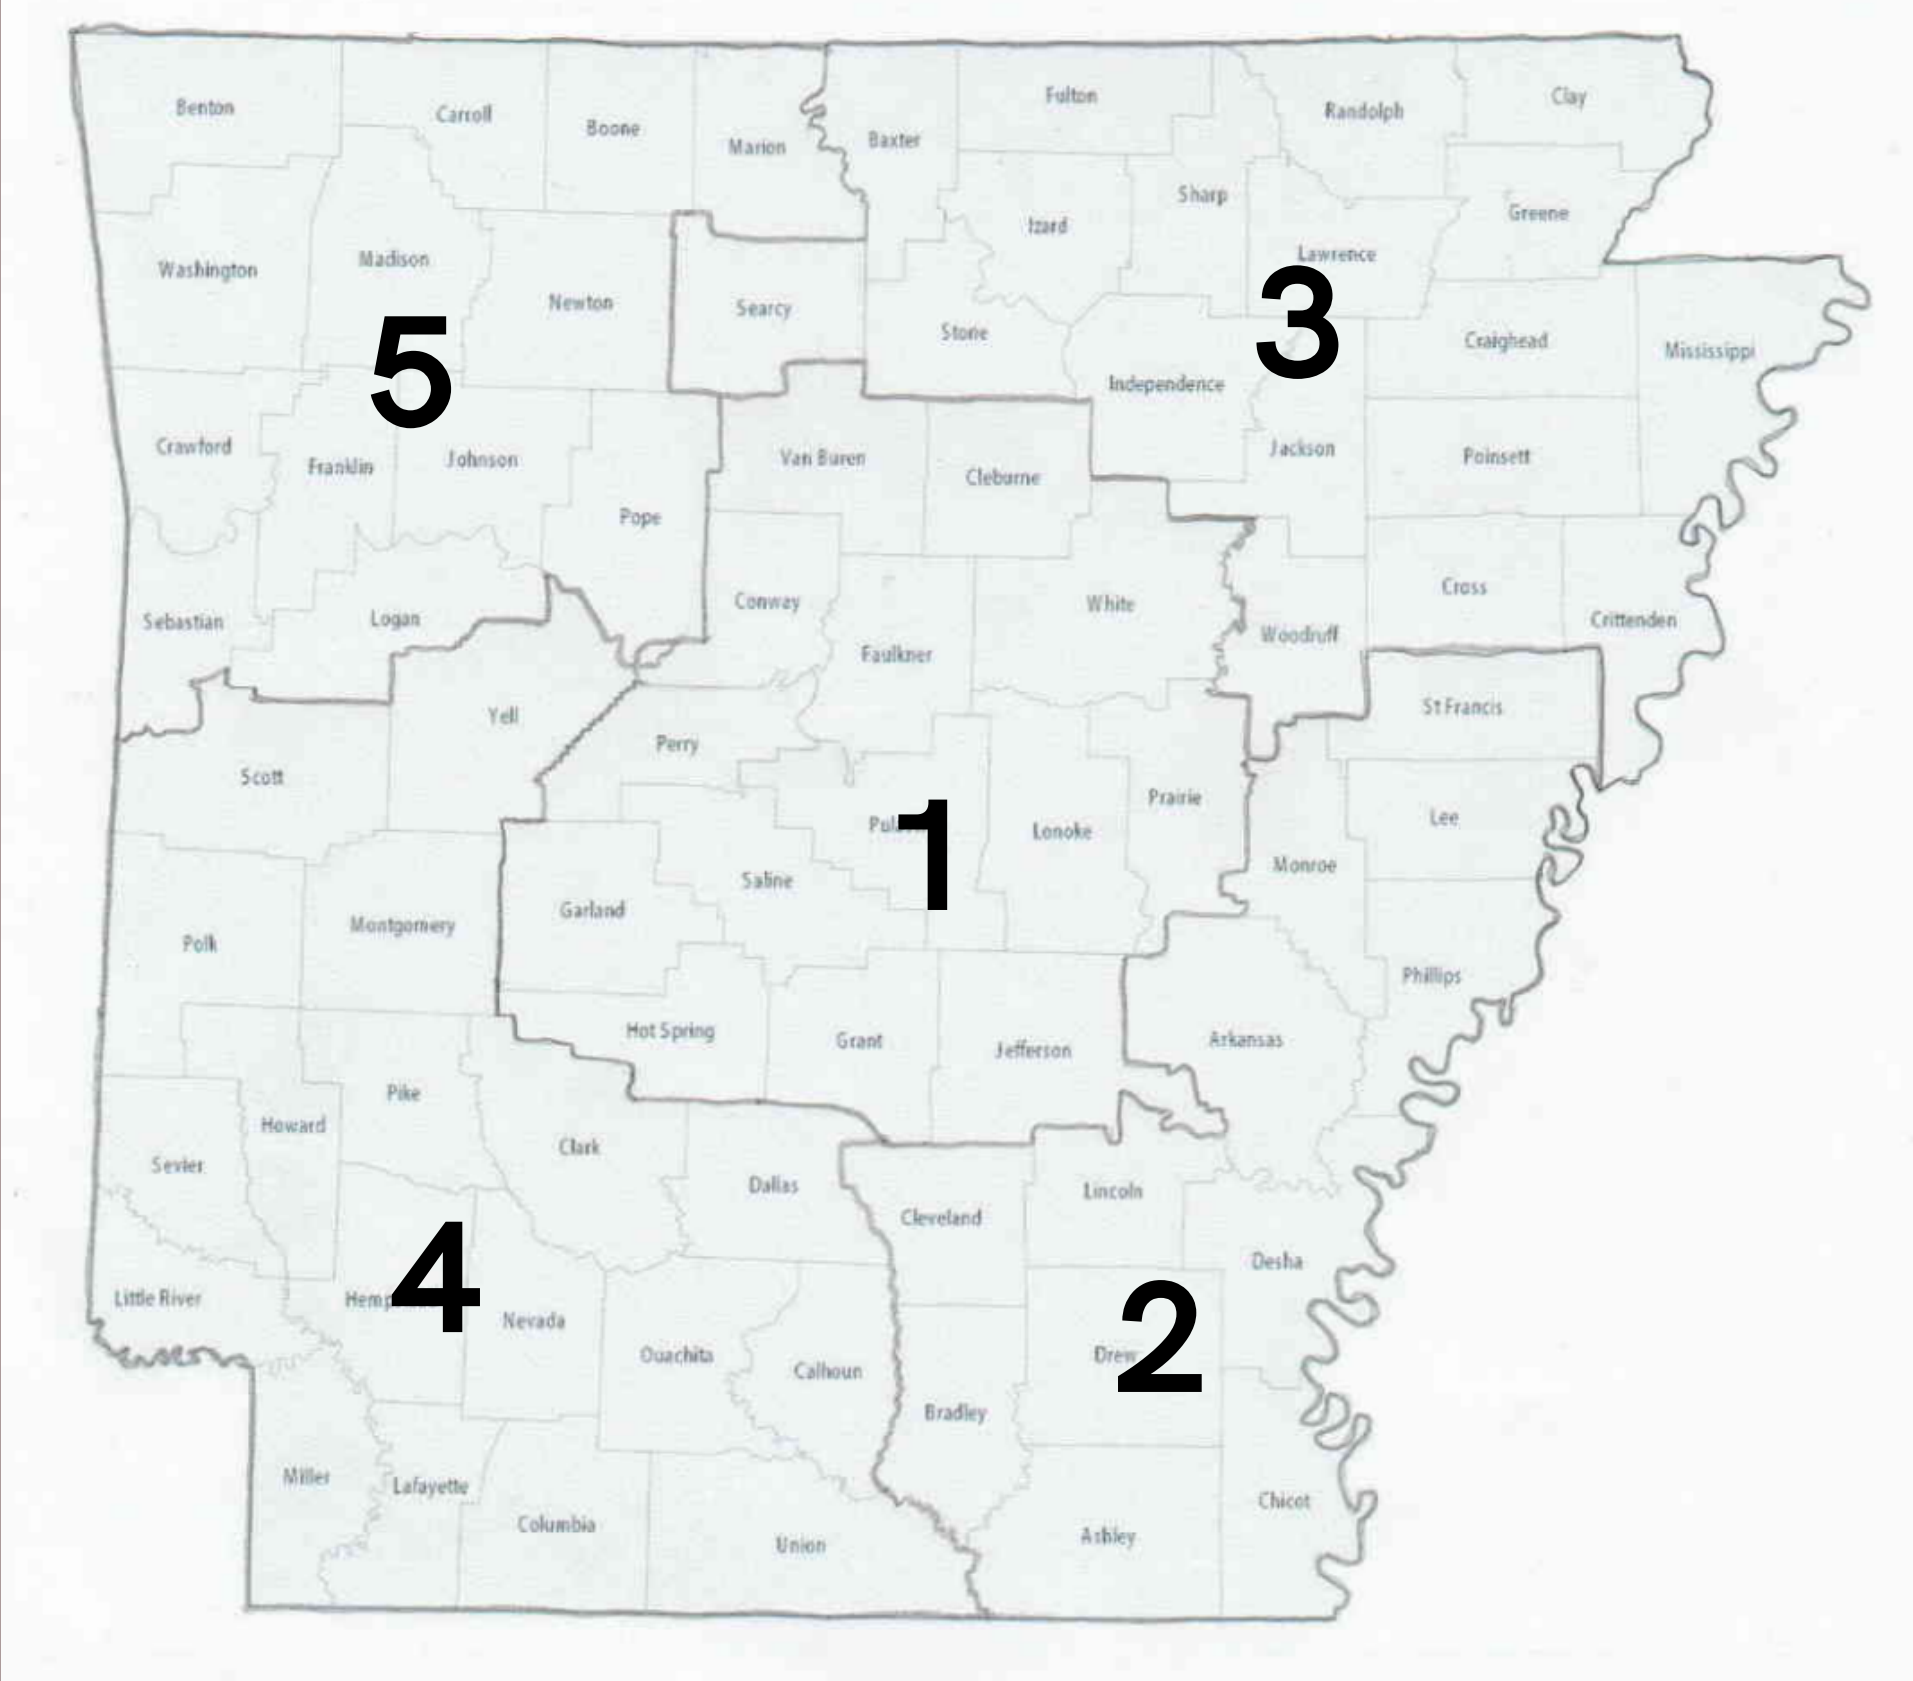 Benton
Carroll
Boone
Marion
Baxter
Fulton
Randolph
Clay
Sharp
Izard
Greene
Lawrence
Washington
Madison
Newton
Searcy
Stone
3
5
Craighead
Mississippi
Independence
Jackson
Poinsett
Crawford
Franklin
Johnson
Van Buren
Cleburne
Pope
Cross
Crittenden
Sebastian
Logan
Conway
White
Woodruff
Faulkner
St Francis
Yell
Perry
Scott
Prairie
Lee
1
Lonoke
Monroe
Saline
Garland
Montgomery
Polk
Phillips
Hot Spring
Grant
Jefferson
Arkansas
Pike
Howard
Clark
Sevier
Dallas
Lincoln
Cleveland
Desha
4
Little River
Nevada
2
Drew
Ouachita
Calhoun
Bradley
Miller
Lafayette
Columbia
Chicot
Union
Ashley